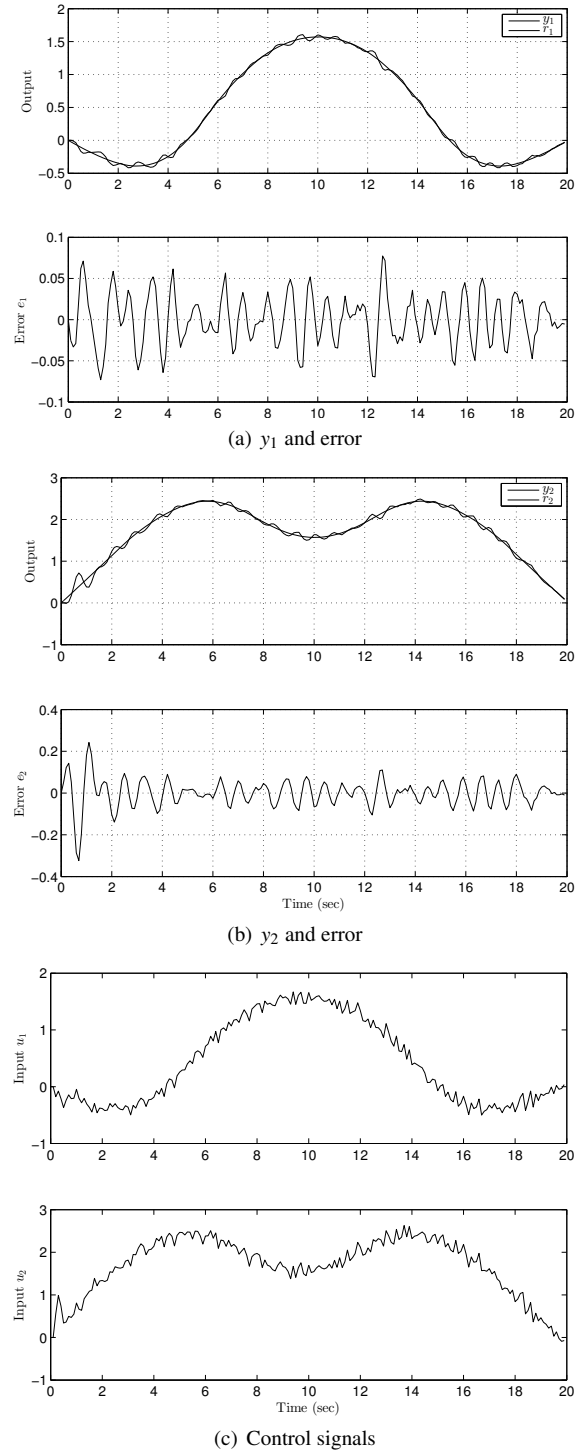 2
1.5
1
0.5
0
−0.5
Output
y₁
r₁
0 2 4 6 8 10 12 14 16 18 20
0.1
0.05
0
−0.05
−0.1
Error e₁
0 2 4 6 8 10 12 14 16 18 20
(a) y₁ and error
3
2
1
0
−1
Output
y₂
r₂
0 2 4 6 8 10 12 14 16 18 20
0.4
0.2
0
−0.2
−0.4
Error e₂
0 2 4 6 8 10 12 14 16 18 20
Time (sec)
(b) y₂ and error
2
1
0
−1
Input u₁
0 2 4 6 8 10 12 14 16 18 20
3
2
1
0
−1
Input u₂
0 2 4 6 8 10 12 14 16 18 20
Time (sec)
(c) Control signals